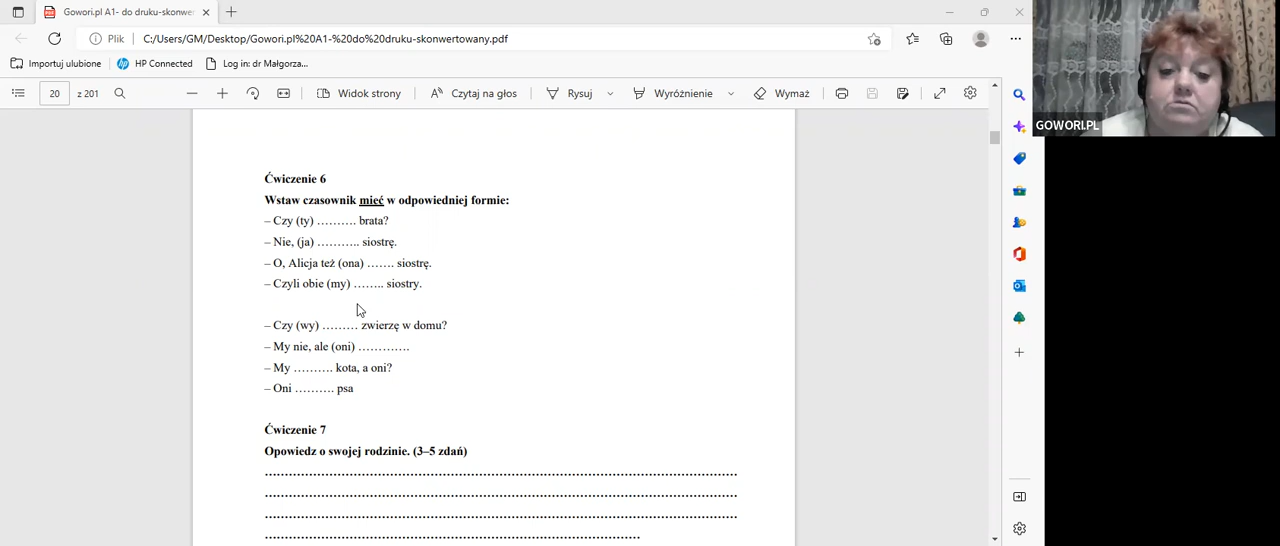 Gowori.pl A1- do druku-skonwer
Plik
C:/Users/GM/Desktop/Gowori.pl%20A1-%20do%20druku-skonwertowany.pdf
Importuj ulubione
HP Connected
Log in: dr Małgorza...
20 z 201
Widok strony
Czytaj na głos
Rysuj
Wyróżnienie
Wymaż
GOWORI.PL
Ćwiczenie 6
Wstaw czasownik mieć w odpowiedniej formie:
– Czy (ty) ………. brata?
– Nie, (ja) ……….. siostrę.
– O, Alicja też (ona) ……. siostrę.
– Czyli obie (my) …….. siostry.
– Czy (wy) ……… zwierzę w domu?
– My nie, ale (oni) ………….
– My ………. kota, a oni?
– Oni ………. psa
Ćwiczenie 7
Opowiedz o swojej rodzinie. (3–5 zdań)
………………………………………………………………………………
………………………………………………………………………………
………………………………………………………………………………
………………………………………………………………